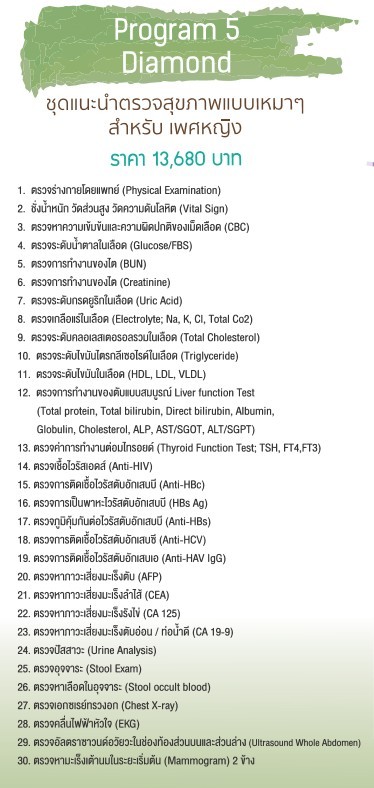 Program 5
Diamond
ชุดแนะนำตรวจสุขภาพแบบเหมาๆ
สำหรับ เพศหญิง
ราคา 13,680 บาท
1. ตรวจร่างกายโดยแพทย์ (Physical Examination)
2. ชั่งน้ำหนัก วัดส่วนสูง วัดความดันโลหิต (Vital Sign)
3. ตรวจหาความเข้มข้นและความผิดปกติของเม็ดเลือด (CBC)
4. ตรวจระดับน้ำตาลในเลือด (Glucose/FBS)
5. ตรวจการทำงานของไต (BUN)
6. ตรวจการทำงานของไต (Creatinine)
7. ตรวจระดับกรดยูริกในเลือด (Uric Acid)
8. ตรวจเกลือแร่ในเลือด (Electrolyte; Na, K, Cl, Total Co2)
9. ตรวจระดับคลอเลสเตอรอลรวมในเลือด (Total Cholesterol)
10. ตรวจระดับไขมันไตรกลีเซอไรด์ในเลือด (Triglyceride)
11. ตรวจระดับไขมันในเลือด (HDL, LDL, VLDL)
12. ตรวจการทำงานของตับแบบสมบูรณ์ Liver function Test
(Total protein, Total bilirubin, Direct bilirubin, Albumin,
Globulin, Cholesterol, ALP, AST/SGOT, ALT/SGPT)
13. ตรวจค่าการทำงานต่อมไทรอยด์ (Thyroid Function Test; TSH, FT4,FT3)
14. ตรวจเชื้อไวรัสเอดส์ (Anti-HIV)
15. ตรวจการติดเชื้อไวรัสตับอักเสบบี (Anti-HBc)
16. ตรวจการเป็นพาหะไวรัสตับอักเสบบี (HBs Ag)
17. ตรวจภูมิคุ้มกันต่อไวรัสตับอักเสบบี (Anti-HBs)
18. ตรวจการติดเชื้อไวรัสตับอักเสบซี (Anti-HCV)
19. ตรวจการติดเชื้อไวรัสตับอักเสบเอ (Anti-HAV IgG)
20. ตรวจหาภาวะเสี่ยงมะเร็งตับ (AFP)
21. ตรวจหาภาวะเสี่ยงมะเร็งลำไส้ (CEA)
22. ตรวจหาภาวะเสี่ยงมะเร็งรังไข่ (CA 125)
23. ตรวจหาภาวะเสี่ยงมะเร็งตับอ่อน / ท่อน้ำดี (CA 19-9)
24. ตรวจปัสสาวะ (Urine Analysis)
25. ตรวจอุจจาระ (Stool Exam)
26. ตรวจหาเลือดในอุจจาระ (Stool occult blood)
27. ตรวจเอกซเรย์ทรวงอก (Chest X-ray)
28. ตรวจคลื่นไฟฟ้าหัวใจ (EKG)
29. ตรวจอัลตราซาวนด์อวัยวะในช่องท้องส่วนบนและส่วนล่าง (Ultrasound Whole Abdomen)
30. ตรวจหามะเร็งเต้านมในระยะเริ่มต้น (Mammogram) 2 ข้าง